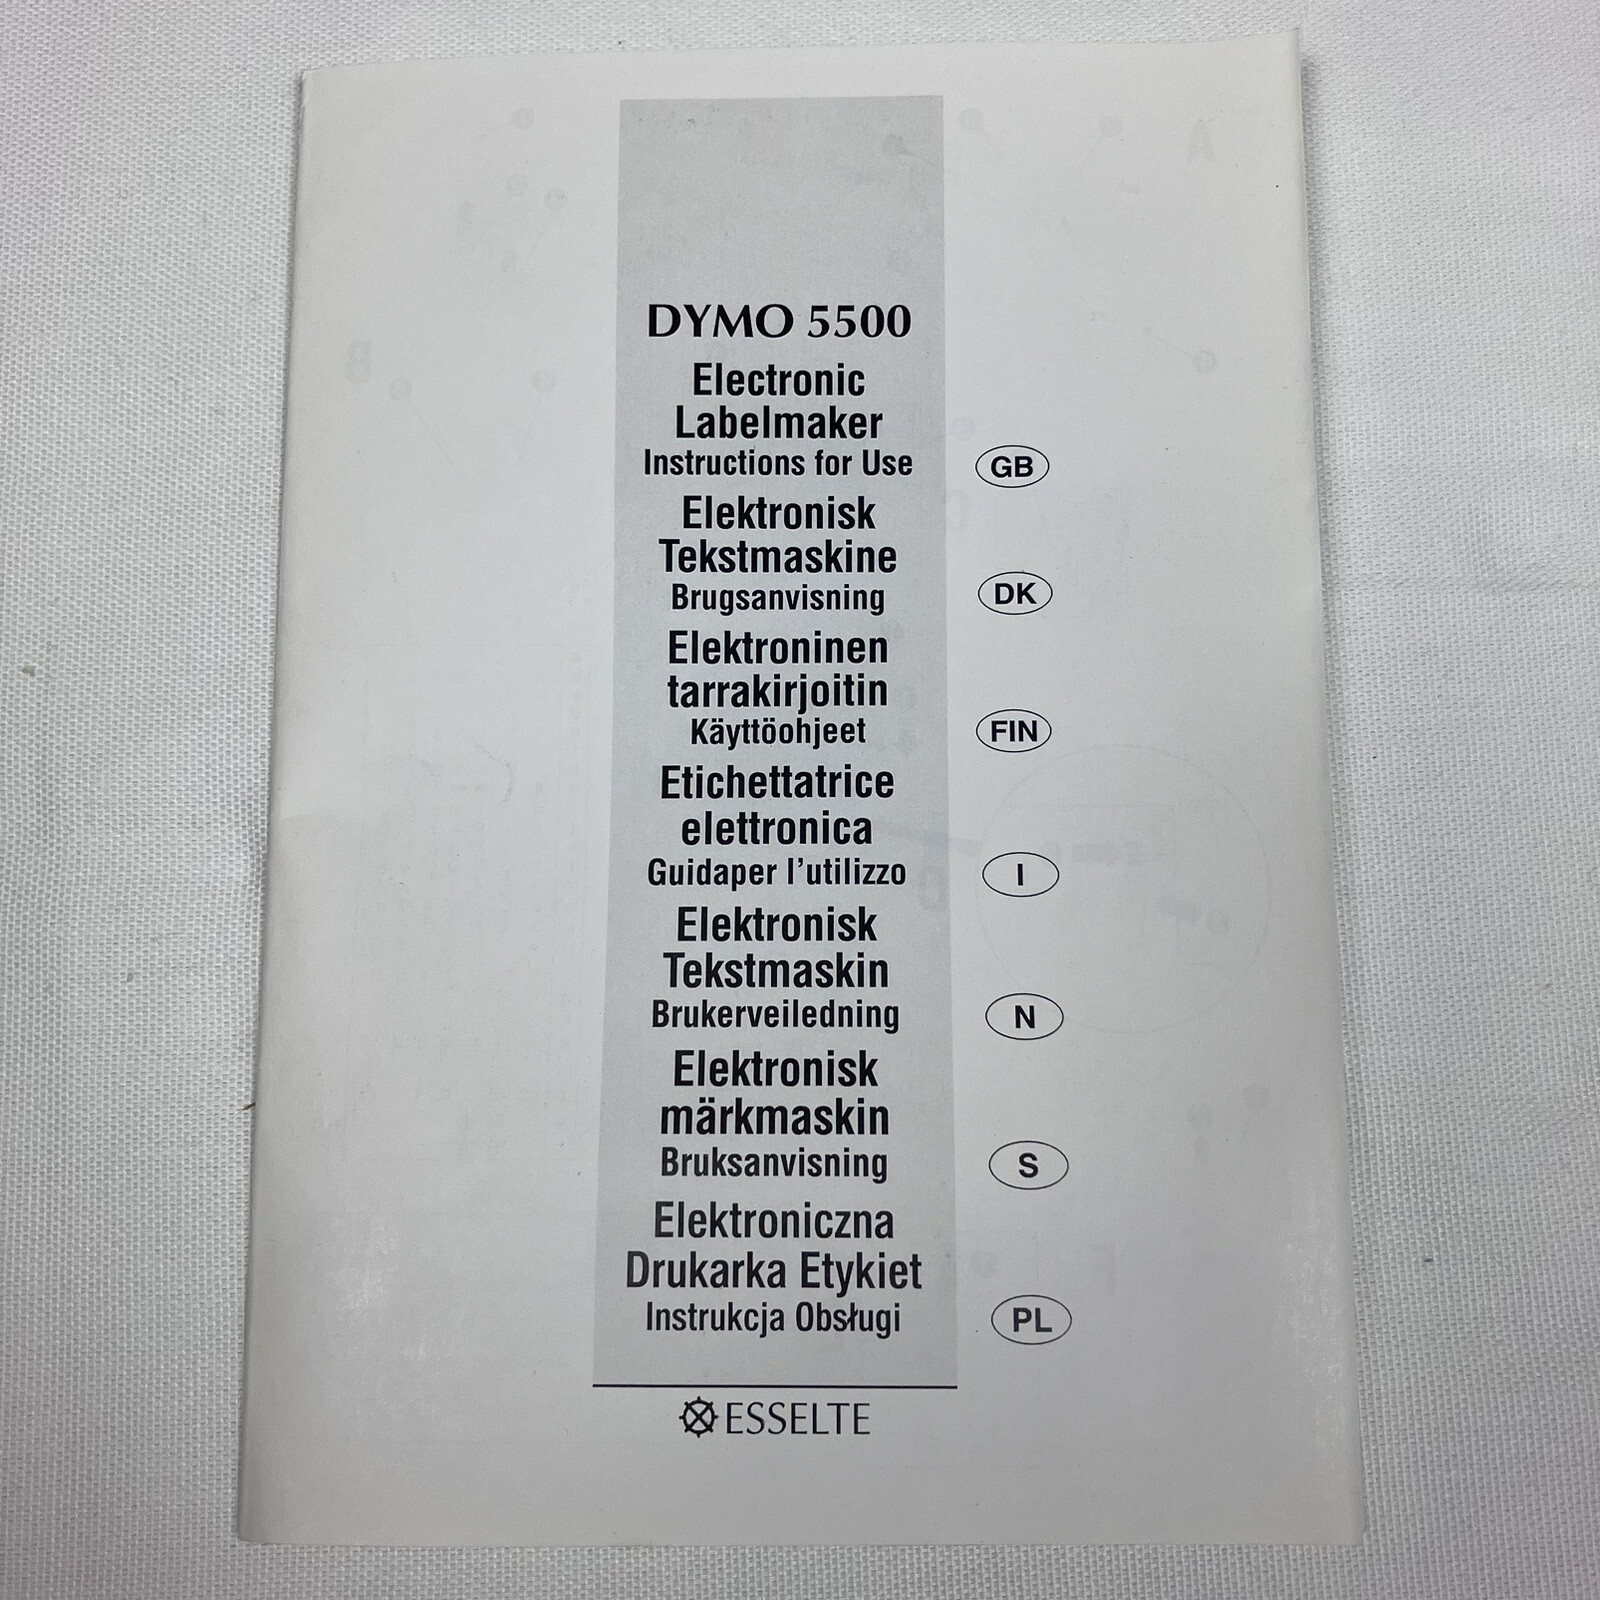 DYMO 5500
Electronic
Labelmaker
Instructions for Use GB
Elektronisk
Tekstmaskine
Brugsanvisning DK
Elektroninen
tarrakirjoitin
Käyttöohjeet FIN
Etichettatrice
elettronica
Guidaper l'utilizzo I
Elektronisk
Tekstmaskin
Brukerveiledning N
Elektronisk
märkmaskin
Bruksanvisning S
Elektroniczna
Drukarka Etykiet
Instrukcja Obsługi PL
ESSELTE